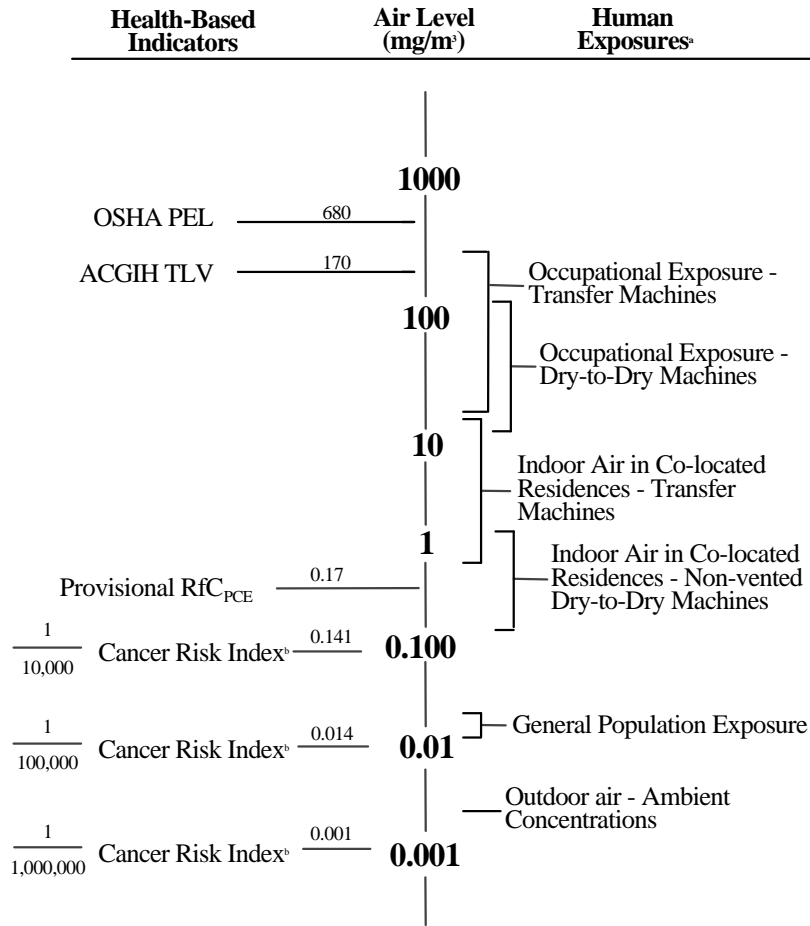 Health-Based
Indicators
Air Level
(mg/m³)
Human
Exposuresᵃ
1000
OSHA PEL
680
ACGIH TLV
170
Occupational Exposure -
Transfer Machines
100
Occupational Exposure -
Dry-to-Dry Machines
10
Indoor Air in Co-located
Residences - Transfer
Machines
1
Indoor Air in Co-located
Residences - Non-vented
Dry-to-Dry Machines
Provisional RfC PCE
0.17
1
10,000
Cancer Risk Indexᵇ
0.141
0.100
General Population Exposure
1
100,000
Cancer Risk Indexᵇ
0.014
0.01
Outdoor air - Ambient
Concentrations
1
1,000,000
Cancer Risk Indexᵇ
0.001
0.001